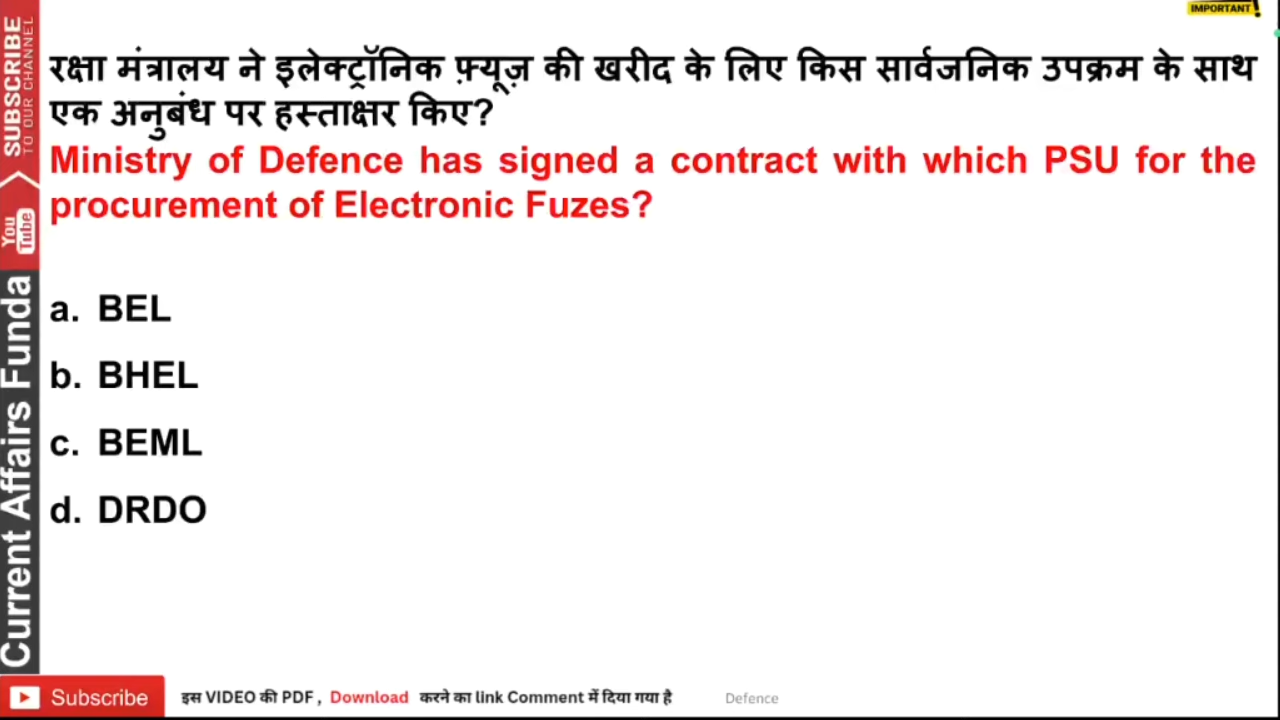 IMPORTANT!
रक्षा मंत्रालय ने इलेक्ट्रॉनिक फ़्यूज़ की खरीद के लिए किस सार्वजनिक उपक्रम के साथ
एक अनुबंध पर हस्ताक्षर किए?
Ministry of Defence has signed a contract with which PSU for the
procurement of Electronic Fuzes?
a. BEL
b. BHEL
c. BEML
d. DRDO
SUBSCRIBE
TO OUR CHANNEL
You
Tube
Current Affairs Funda
Subscribe
इस VIDEO की PDF , Download करने का link Comment में दिया गया है
Defence